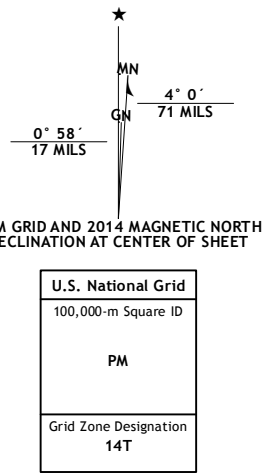 ★
MN
4° 0´
71 MILS
GN
0° 58´
17 MILS
M GRID AND 2014 MAGNETIC NORTH
ECLINATION AT CENTER OF SHEET
U.S. National Grid
100,000-m Square ID
PM
Grid Zone Designation
14T